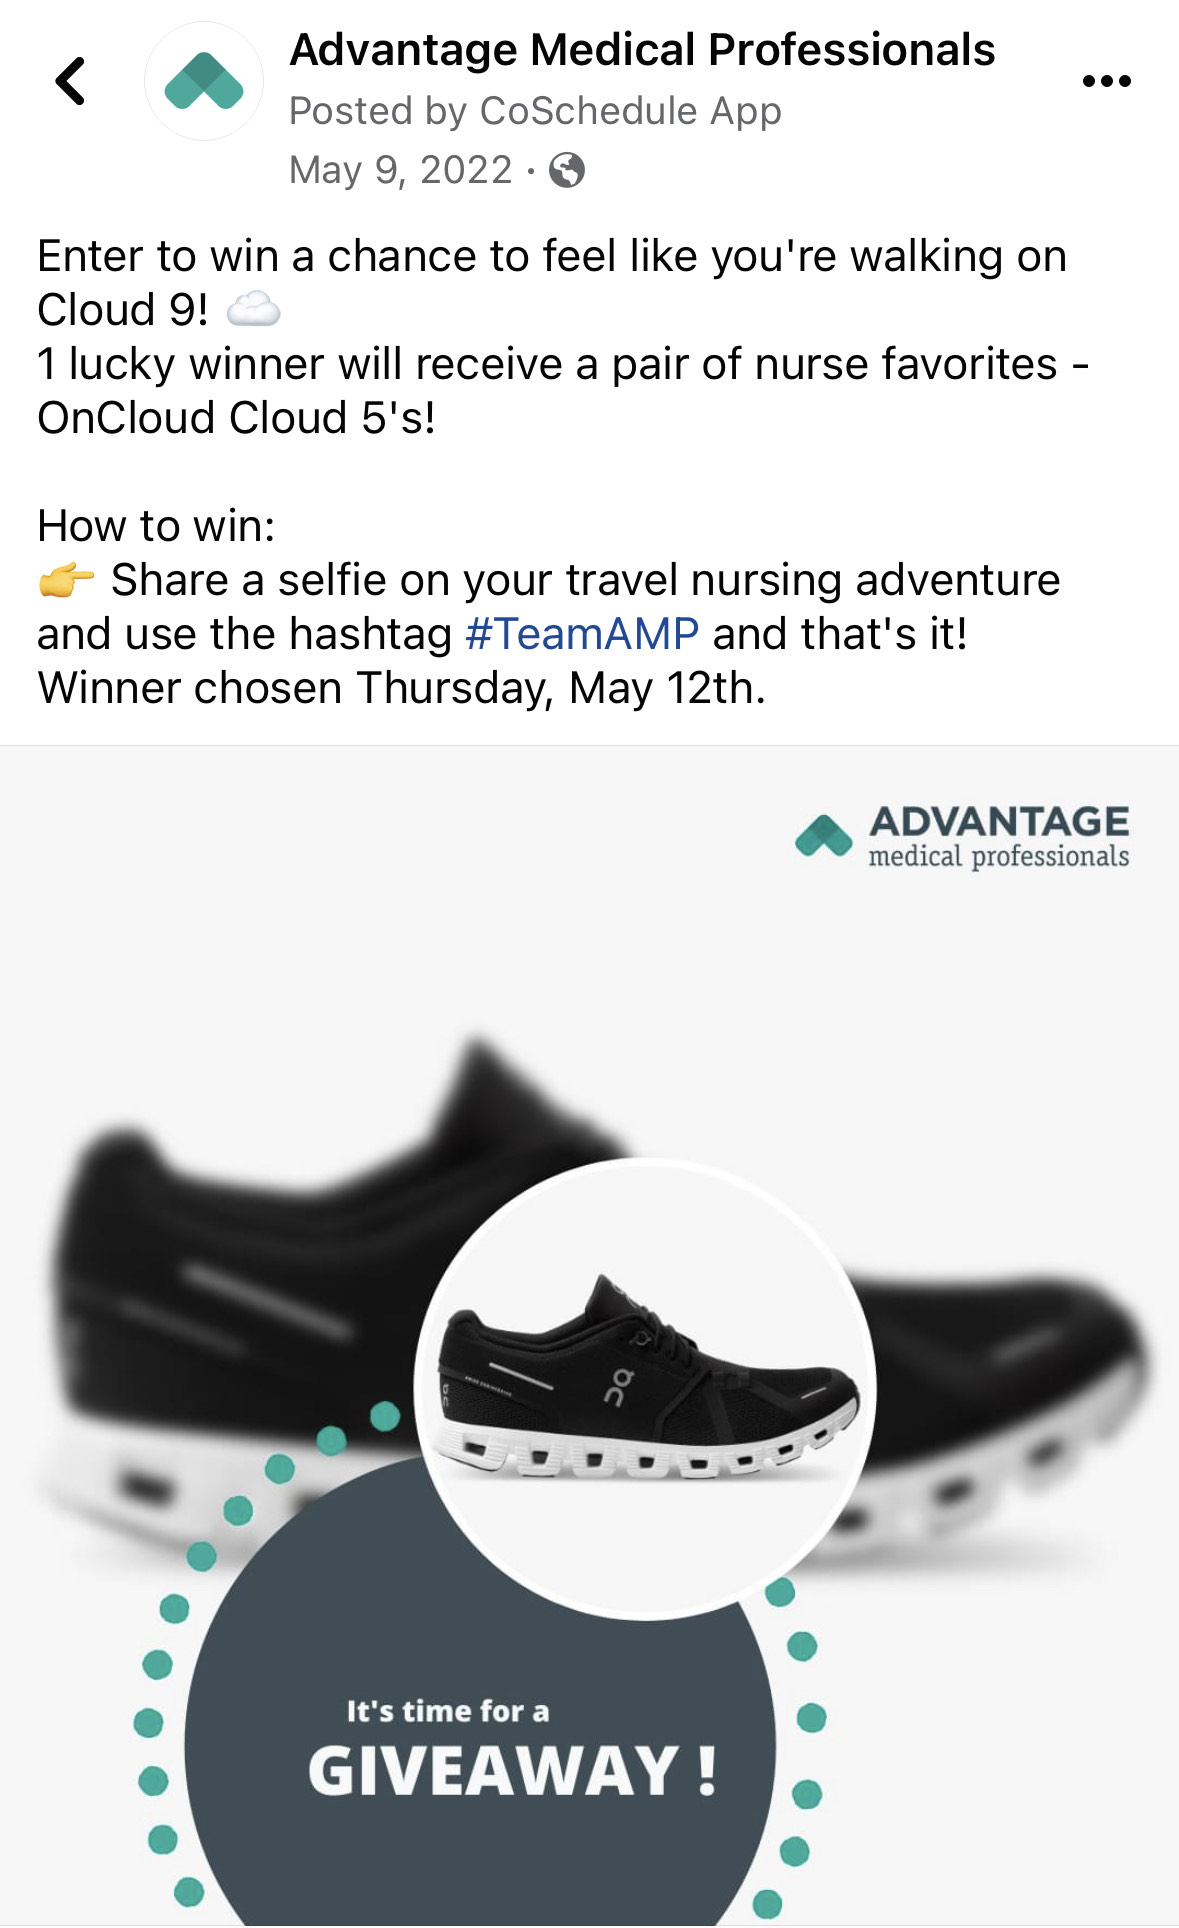 Advantage Medical Professionals
Posted by CoSchedule App
May 9, 2022 ·
Enter to win a chance to feel like you're walking on
Cloud 9! ☁️
1 lucky winner will receive a pair of nurse favorites -
OnCloud Cloud 5's!
How to win:
👉 Share a selfie on your travel nursing adventure
and use the hashtag #TeamAMP and that's it!
Winner chosen Thursday, May 12th.
ADVANTAGE
medical professionals
It's time for a
GIVEAWAY !